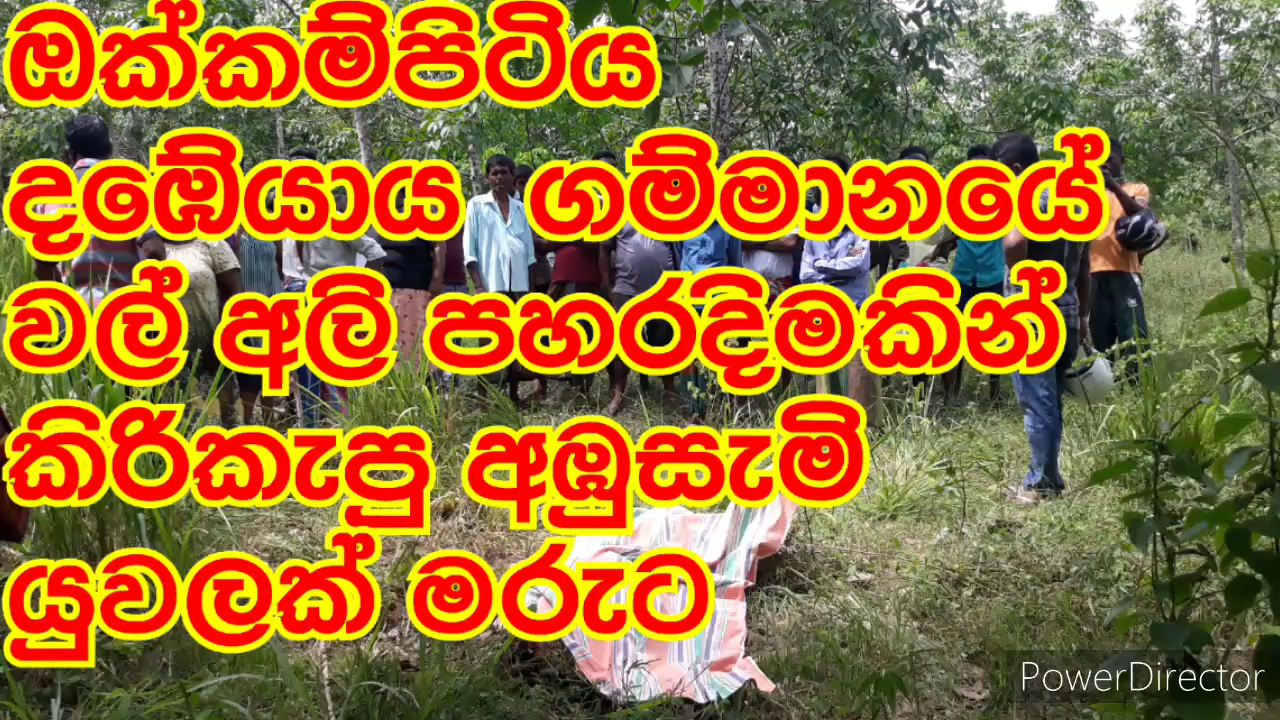 ඔක්කම්පිටිය
දඹේයාය ගම්මානයේ
වල් අලි පහරදිමකින්
කිරිකැපු අඹුසැමි
යුවලක් මරුට
PowerDirector